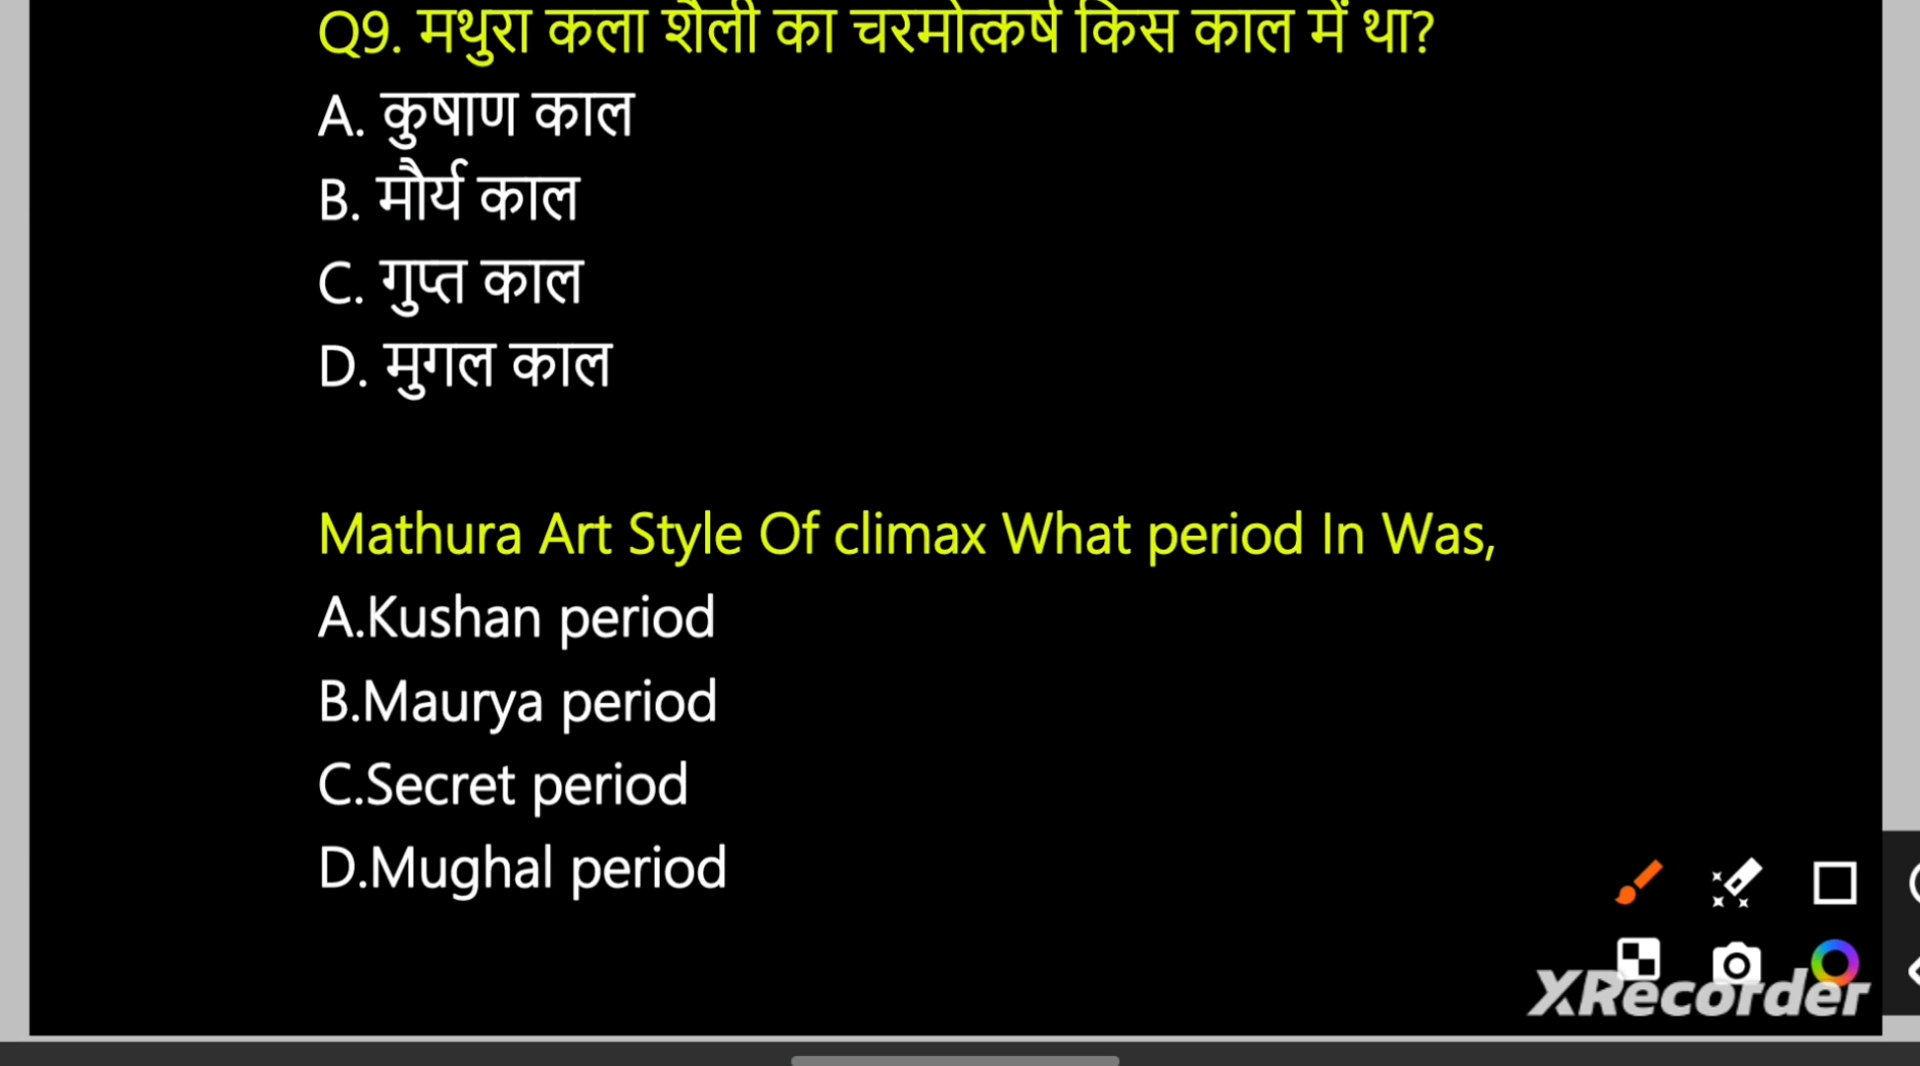 Q9. मथुरा कला शैली का चरमोत्कर्ष किस काल में था?
A. कुषाण काल
B. मौर्य काल
C. गुप्त काल
D. मुगल काल
Mathura Art Style Of climax What period In Was,
A.Kushan period
B.Maurya period
C.Secret period
D.Mughal period
XRecorder